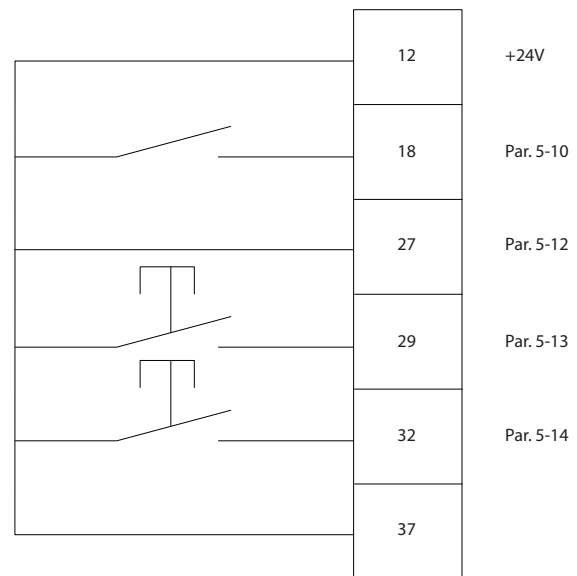 12 +24V
18 Par. 5-10
27 Par. 5-12
29 Par. 5-13
32 Par. 5-14
37